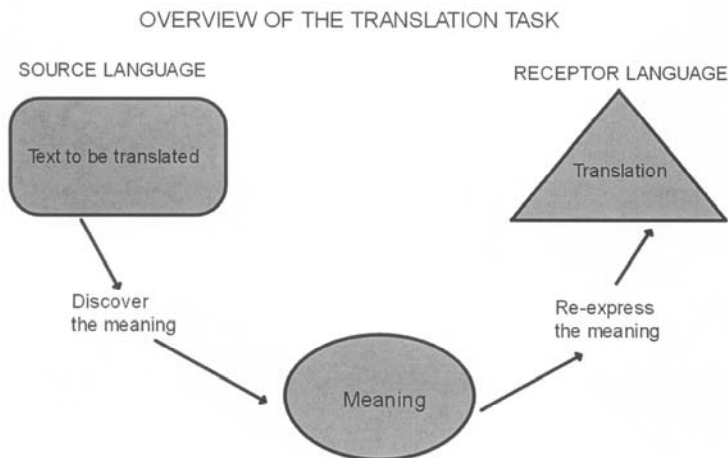 OVERVIEW OF THE TRANSLATION TASK
SOURCE LANGUAGE
RECEPTOR LANGUAGE
Text to be translated
Translation
Discover
the meaning
Re-express
the meaning
Meaning